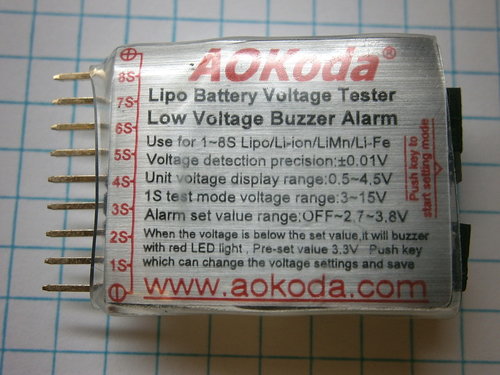 AOKoda®
Lipo Battery Voltage Tester
Low Voltage Buzzer Alarm
Use for 1~8S Lipo/Li-ion/LiMn/Li-Fe
Voltage detection precision:±0.01V
Unit voltage display range:0.5~4.5V
1S test mode voltage range:3~15V
Alarm set value range:OFF~2.7~3.8V
When the voltage is below the set value,it will buzzer
with red LED light , Pre-set value 3.3V Push key
which can change the voltage settings and save
www.aokoda.com
8S
7S
6S
5S
4S
3S
2S
1S
Push key to
start setting mode